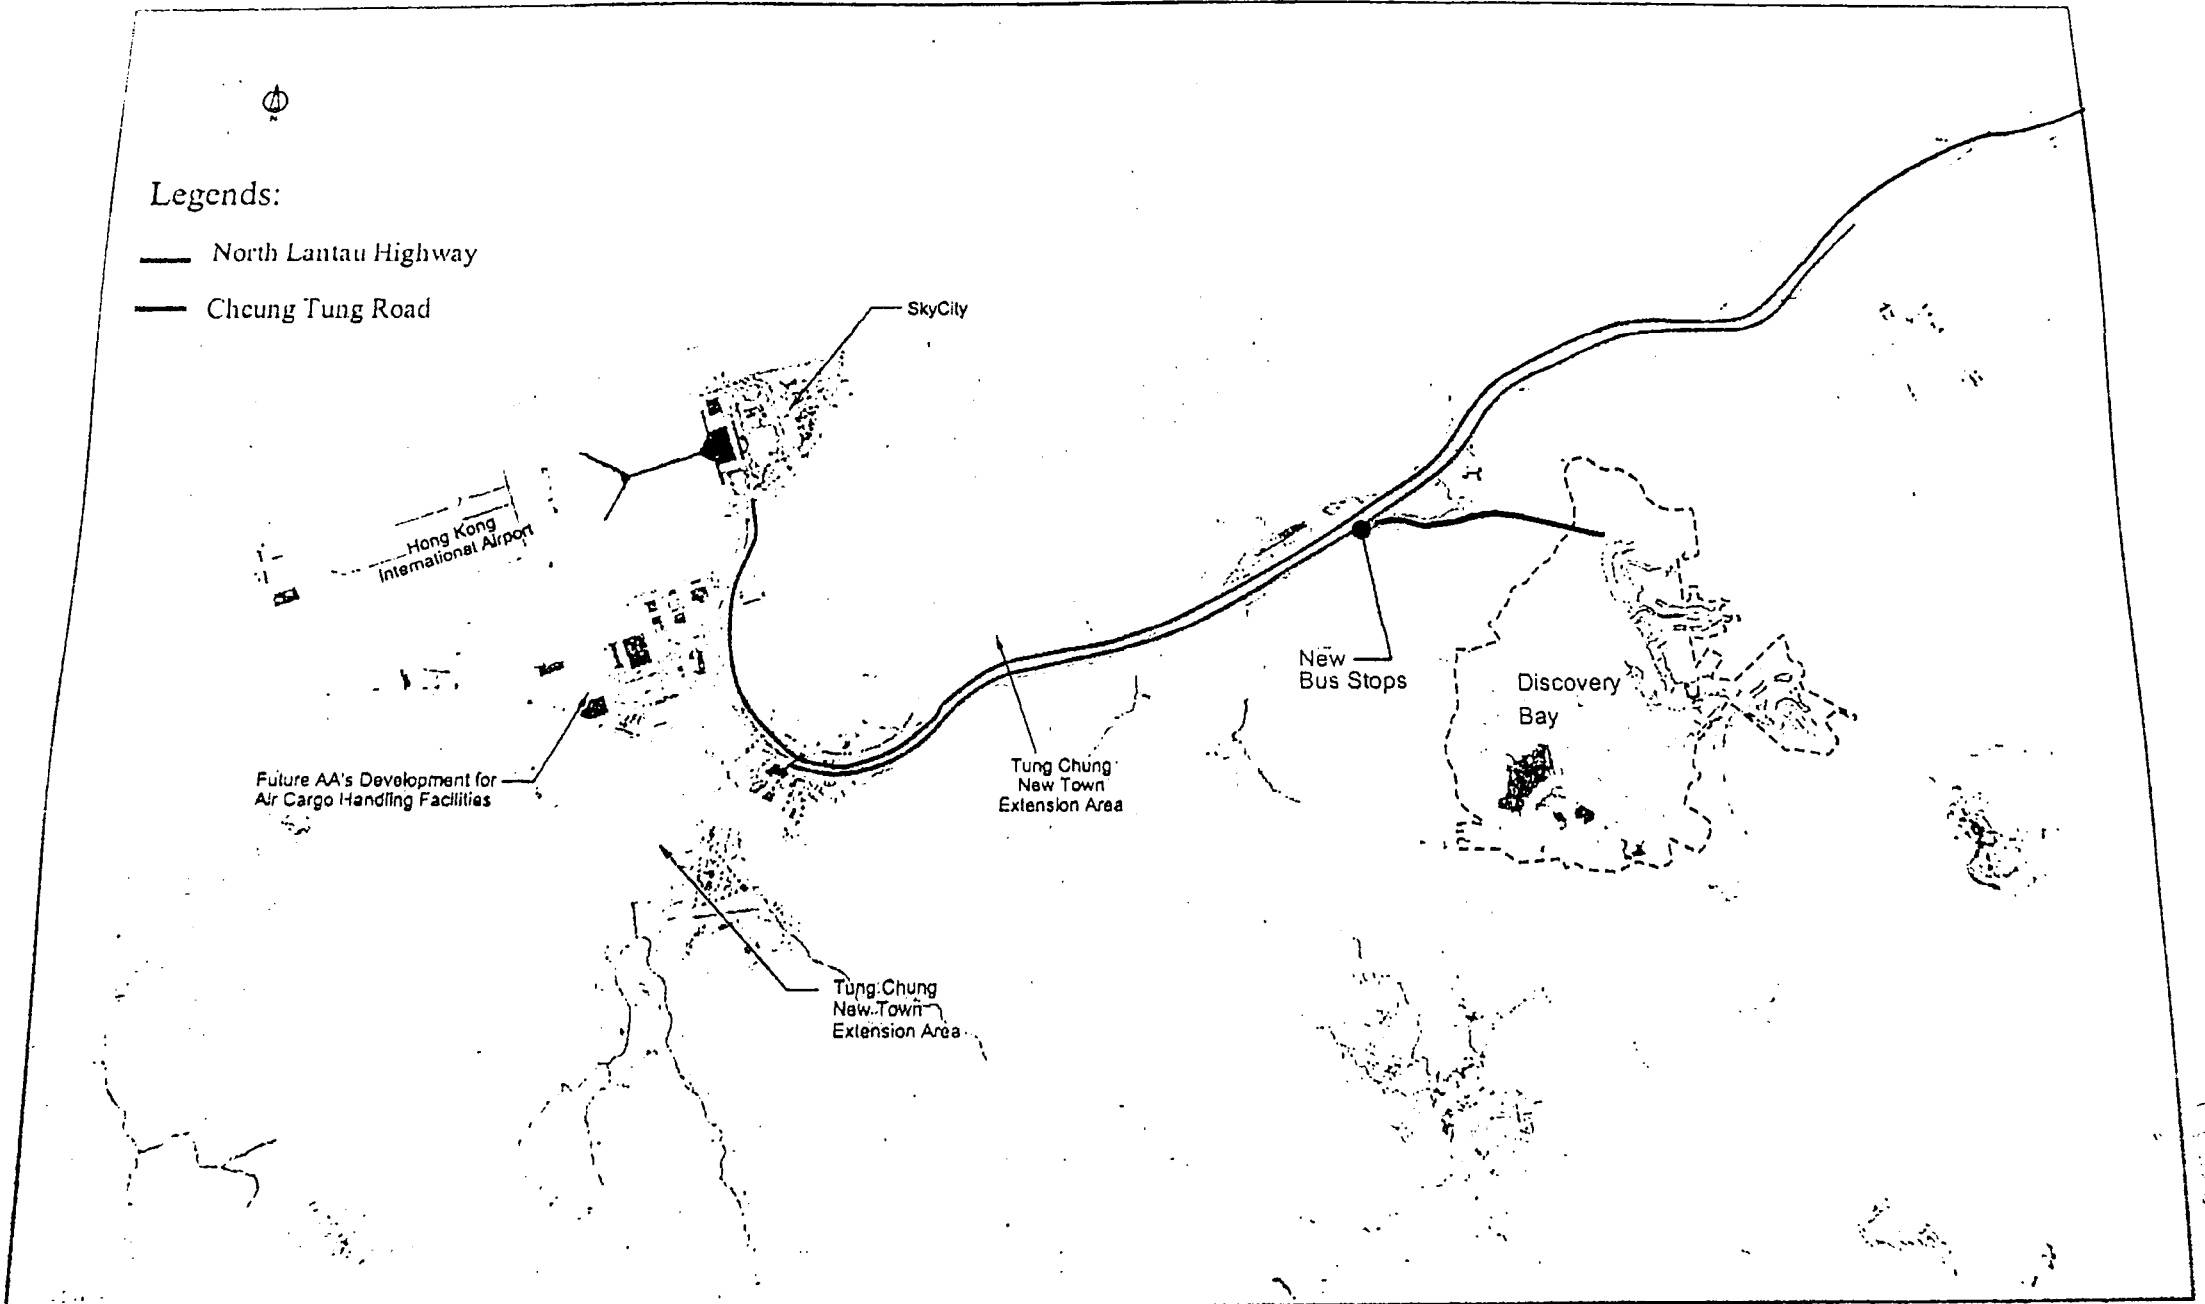 N
Legends:
North Lantau Highway
Cheung Tung Road
SkyCity
Hong Kong
International Airport
New
Bus Stops
Discovery
Bay
Tung Chung
New Town
Extension Area
Future AA's Development for
Air Cargo Handling Facilities
Tung Chung
New Town
Extension Area